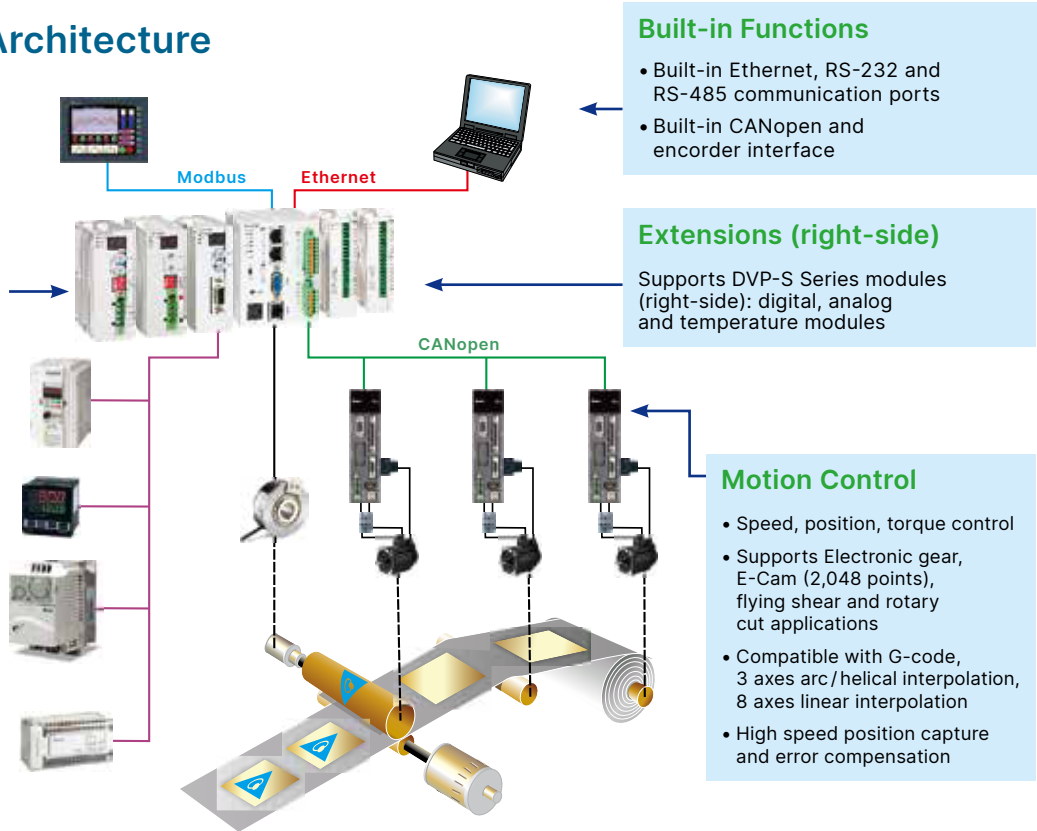 Architecture
Built-in Functions
• Built-in Ethernet, RS-232 and
RS-485 communication ports
• Built-in CANopen and
encorder interface
Modbus
Ethernet
Extensions (right-side)
Supports DVP-S Series modules
(right-side): digital, analog
and temperature modules
CANopen
Motion Control
• Speed, position, torque control
• Supports Electronic gear,
E-Cam (2,048 points),
flying shear and rotary
cut applications
• Compatible with G-code,
3 axes arc/helical interpolation,
8 axes linear interpolation
• High speed position capture
and error compensation